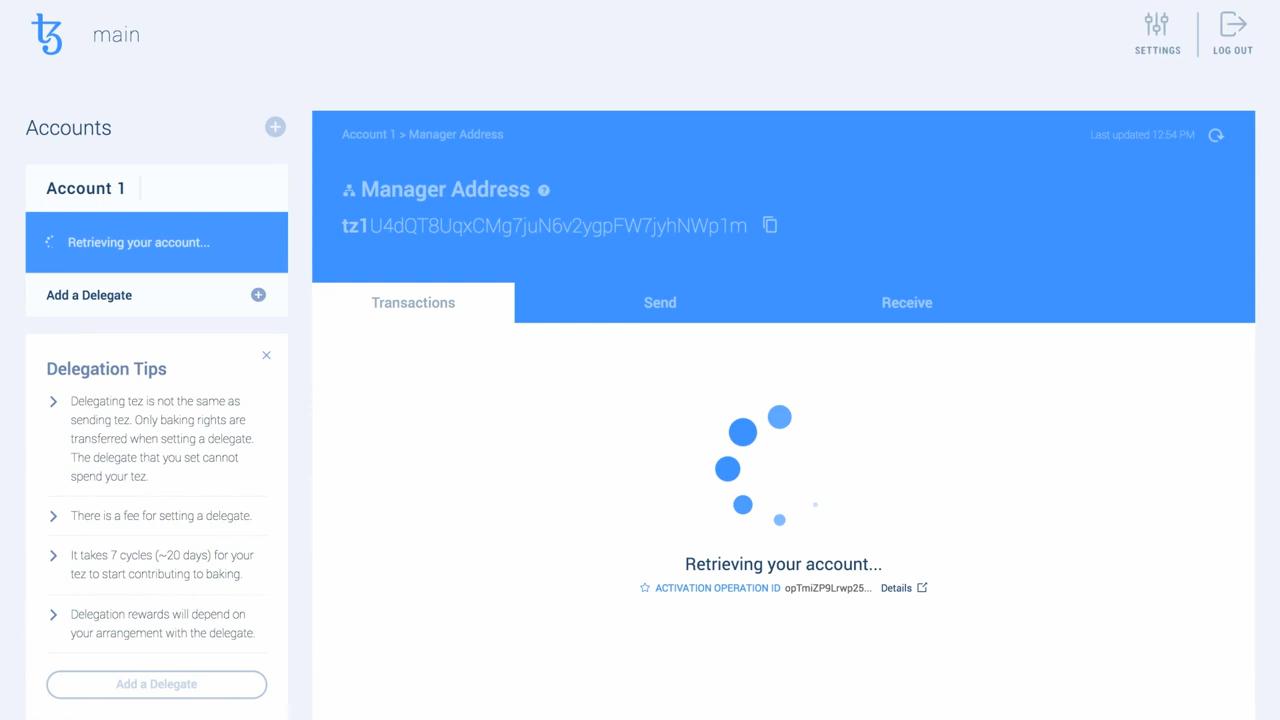 main
SETTINGS
LOG OUT
Accounts
Account 1
Retrieving your account...
Add a Delegate
Delegation Tips
Delegating tez is not the same as
sending tez. Only baking rights are
transferred when setting a delegate.
The delegate that you set cannot
spend your tez.
There is a fee for setting a delegate.
It takes 7 cycles (~20 days) for your
tez to start contributing to baking.
Delegation rewards will depend on
your arrangement with the delegate.
Add a Delegate
Account 1 > Manager Address
Last updated 12:54 PM
Manager Address
tz1U4dQT8UqxCMg7juN6v2ygpFW7jyhNWp1m
Transactions
Send
Receive
Retrieving your account...
ACTIVATION OPERATION ID opTmiZP9Lrwp25... Details